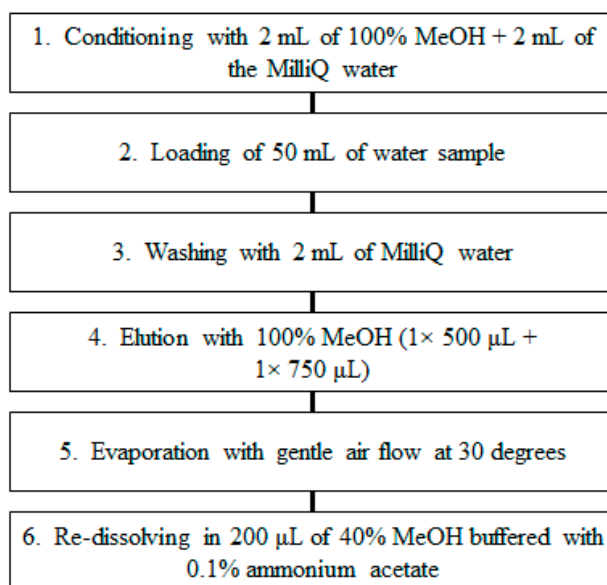 1. Conditioning with 2 mL of 100% MeOH + 2 mL of
the MilliQ water
2. Loading of 50 mL of water sample
3. Washing with 2 mL of MilliQ water
4. Elution with 100% MeOH (1× 500 μL +
1× 750 μL)
5. Evaporation with gentle air flow at 30 degrees
6. Re-dissolving in 200 μL of 40% MeOH buffered with
0.1% ammonium acetate